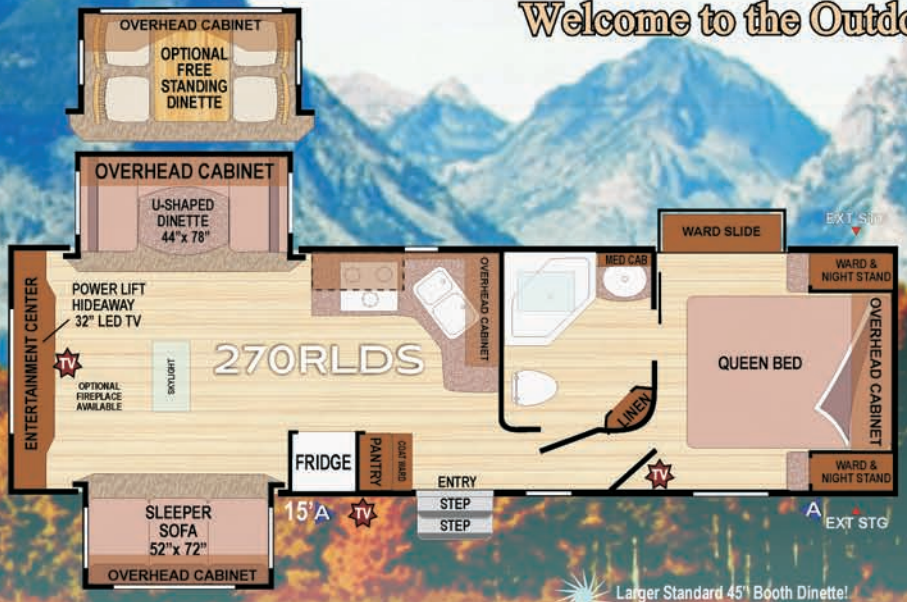 Welcome to the Outdo
OVERHEAD CABINET
OPTIONAL
FREE
STANDING
DINETTE
OVERHEAD CABINET
U-SHAPED
DINETTE
44"x 78"
WARD SLIDE
EXT STG
ENTERTAINMENT CENTER
POWER LIFT
HIDEAWAY
32" LED TV
TV
OPTIONAL
FIREPLACE
AVAILABLE
SKYLIGHT
270RLDS
OVERHEAD CABINET
MED CAB
WARD &
NIGHT STAND
QUEEN BED
OVERHEAD CABINET
LINEN
FRIDGE
PANTRY
COAT WARD
ENTRY
STEP
STEP
TV
WARD &
NIGHT STAND
SLEEPER
SOFA
52"x 72"
OVERHEAD CABINET
15'A
TV
A
EXT STG
Larger Standard 45" Booth Dinette!